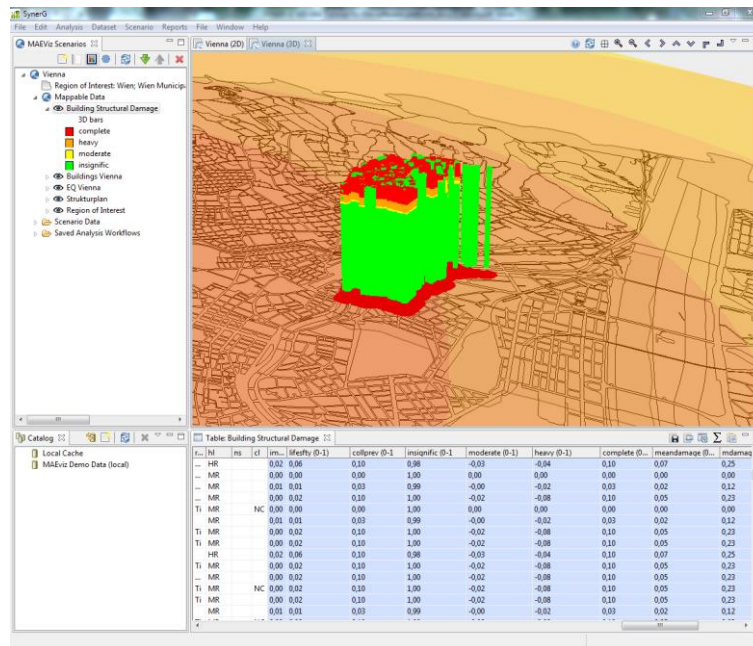 SynerG
File Edit Analysis Dataset Scenario Reports File Window Help
MAEViz Scenarios
Vienna (2D) Vienna (3D)
Vienna
Region of Interest: Wien; Wien Municip
Mappable Data
Building Structural Damage
3D bars
complete
heavy
moderate
insignific
Buildings Vienna
EQ Vienna
Strukturplan
Region of Interest
Scenario Data
Saved Analysis Workflows
Catalog
Local Cache
MAEviz Demo Data (local)
Table: Building Structural Damage
r... hl ns cl im... lifesfty (0-1) collprev (0-1 insignific (0-1 moderate (0-1) heavy (0-1) complete (0... meandamage (0... mdamag
... HR 0,02 0,06 0,10 0,98 -0,03 -0,04 0,10 0,07 0,25
... MR 0,00 0,00 0,00 1,00 0,00 0,00 0,00 0,00 0,00
... MR 0,01 0,01 0,03 0,99 -0,00 -0,02 0,03 0,02 0,12
... MR 0,00 0,02 0,10 1,00 -0,02 -0,08 0,10 0,05 0,23
Ti MR NC 0,00 0,00 0,00 1,00 0,00 0,00 0,00 0,00 0,00
MR 0,01 0,01 0,03 0,99 -0,00 -0,02 0,03 0,02 0,12
Ti MR 0,00 0,02 0,10 1,00 -0,02 -0,08 0,10 0,05 0,23
Ti MR 0,00 0,02 0,10 1,00 -0,02 -0,08 0,10 0,05 0,23
HR 0,02 0,06 0,10 0,98 -0,03 -0,04 0,10 0,07 0,25
Ti MR 0,00 0,02 0,10 1,00 -0,02 -0,08 0,10 0,05 0,23
... MR 0,00 0,02 0,10 1,00 -0,02 -0,08 0,10 0,05 0,23
Ti MR NC 0,00 0,02 0,10 1,00 -0,02 -0,08 0,10 0,05 0,23
Ti MR 0,00 0,02 0,10 1,00 -0,02 -0,08 0,10 0,05 0,23
MR 0,01 0,01 0,03 0,99 -0,00 -0,02 0,03 0,02 0,12